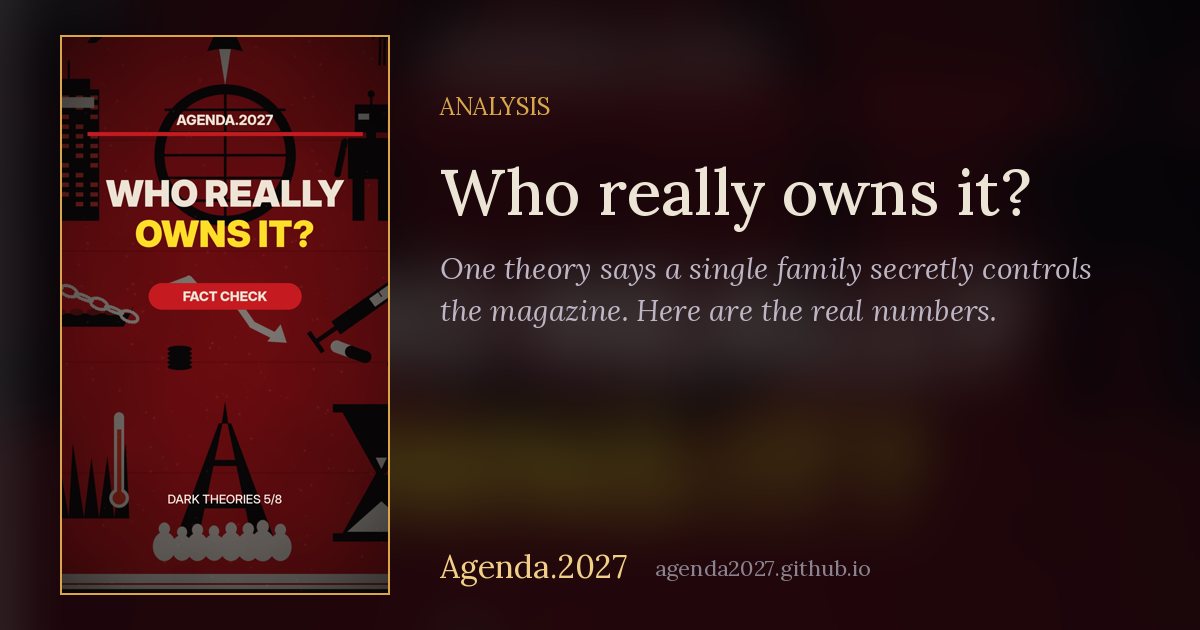 AGENDA.2027
WHO REALLY
OWNS IT?
FACT CHECK
DARK THEORIES 5/8
ANALYSIS
Who really owns it?
One theory says a single family secretly controls
the magazine. Here are the real numbers.
Agenda.2027 agenda2027.github.io